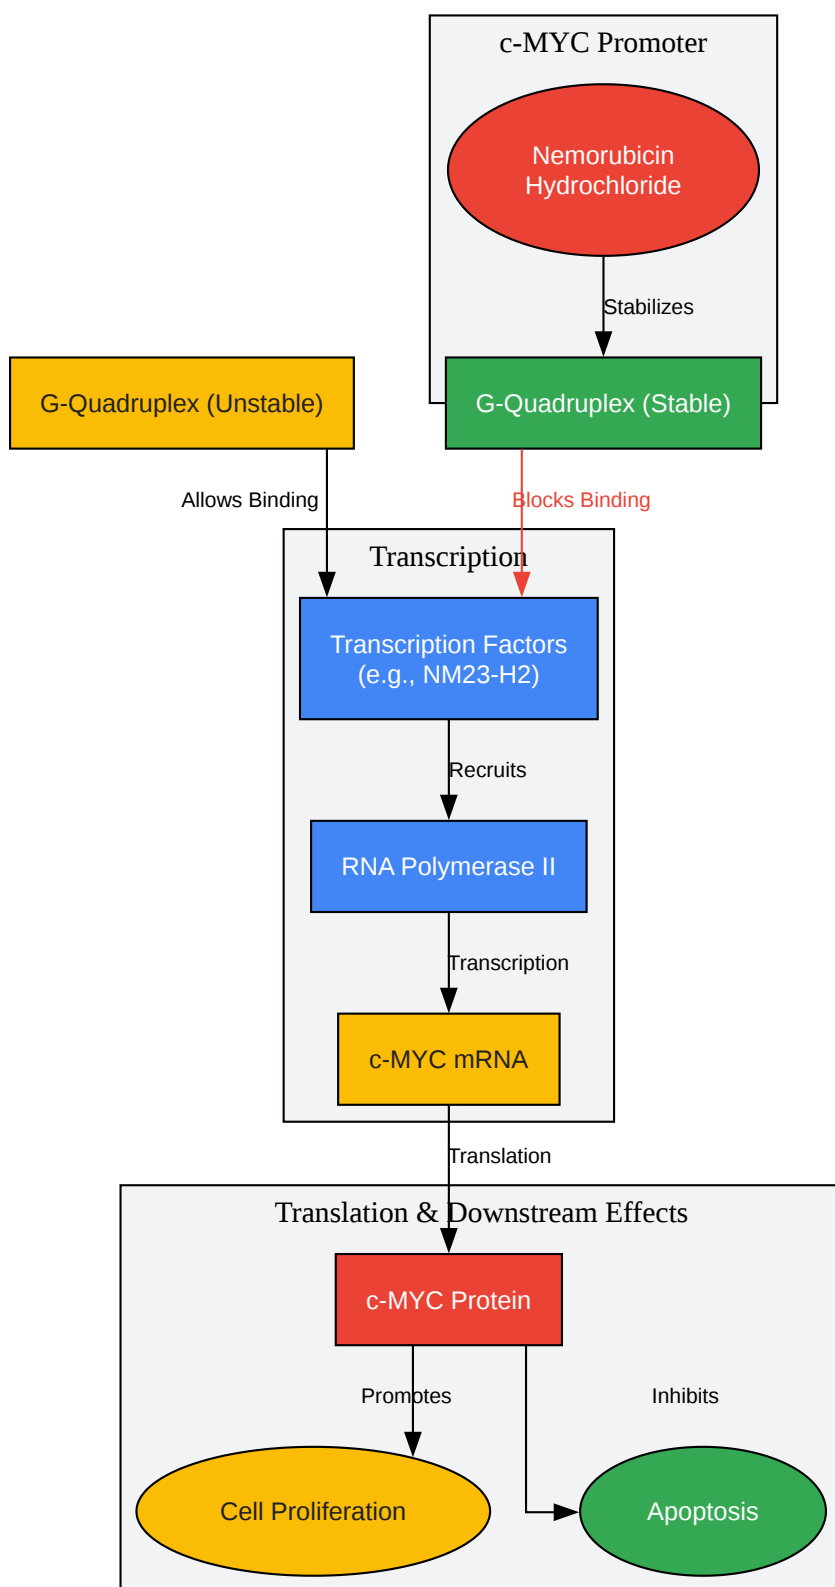 c-MYC Promoter
Nemorubicin
Hydrochloride
Stabilizes
G-Quadruplex (Unstable)
G-Quadruplex (Stable)
Allows Binding
Blocks Binding
Transcription
Transcription Factors
(e.g., NM23-H2)
Recruits
RNA Polymerase II
Transcription
c-MYC mRNA
Translation
Translation & Downstream Effects
c-MYC Protein
Promotes
Inhibits
Cell Proliferation
Apoptosis